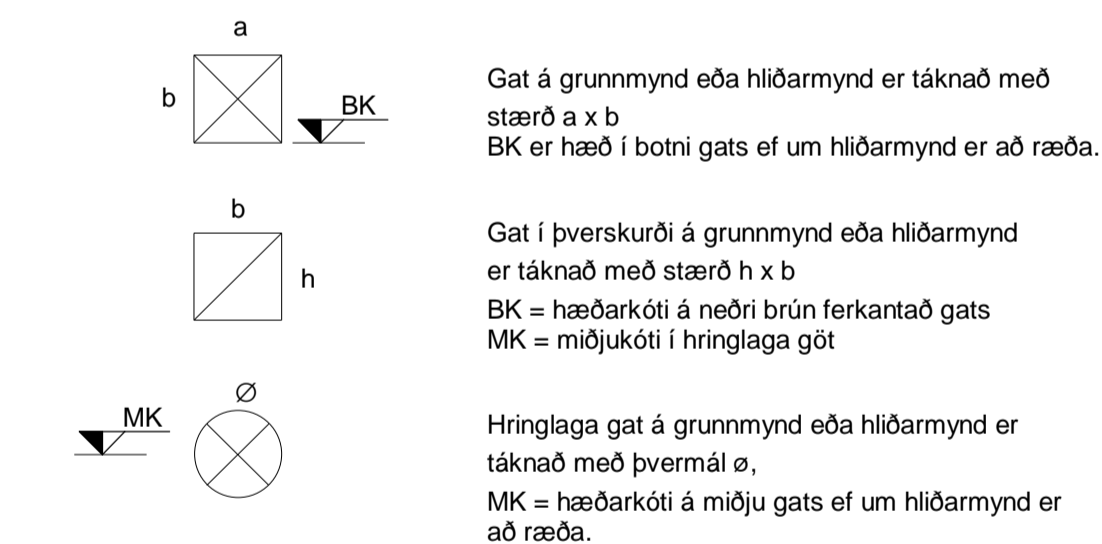 a
b
BK
Gat á grunnmynd eða hliðarmynd er táknað með
stærð a x b
BK er hæð í botni gats ef um hliðarmynd er að ræða.
b
h
Gat í þverskurði á grunnmynd eða hliðarmynd
er táknað með stærð h x b
BK = hæðarkóti á neðri brún ferkantað gats
MK = miðjukóti í hringlaga göt
Ø
MK
Hringlaga gat á grunnmynd eða hliðarmynd er
táknað með þvermál ø,
MK = hæðarkóti á miðju gats ef um hliðarmynd er
að ræða.